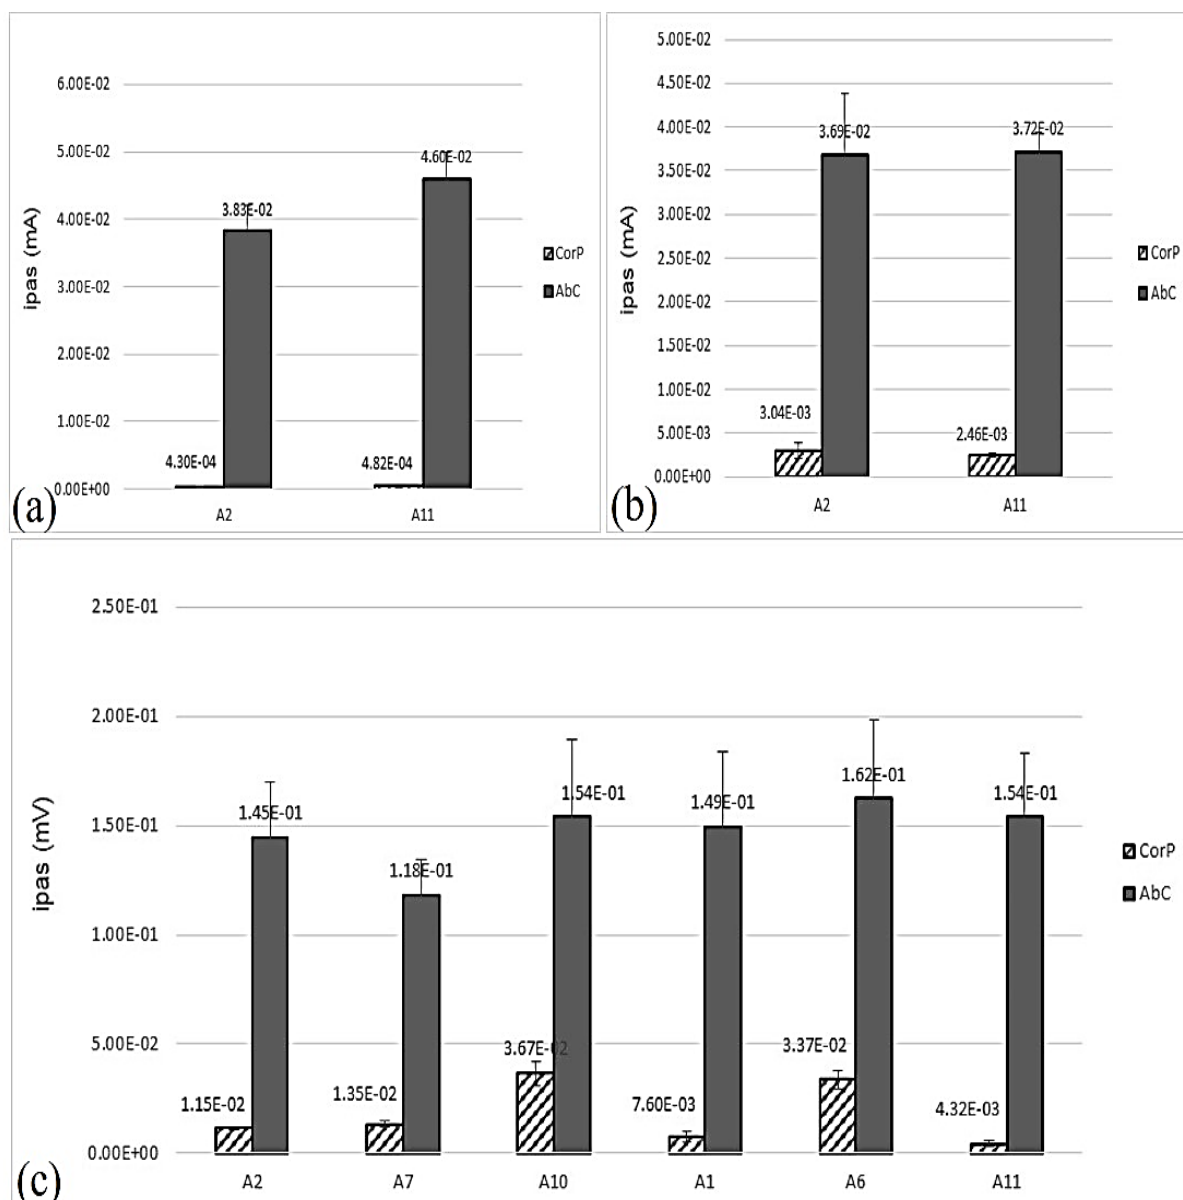 6.00E-02
5.00E-02
4.00E-02
3.00E-02
2.00E-02
1.00E-02
0.00E+00
ipas (mA)
4.30E-04
3.83E-02
4.82E-04
4.60E-02
A2
A11
CorP
AbC
(a)
5.00E-02
4.50E-02
4.00E-02
3.50E-02
3.00E-02
2.50E-02
2.00E-02
1.50E-02
1.00E-02
5.00E-03
0.00E+00
ipas (mA)
3.04E-03
3.69E-02
2.46E-03
3.72E-02
A2
A11
CorP
AbC
(b)
2.50E-01
2.00E-01
1.50E-01
1.00E-01
5.00E-02
0.00E+00
ipas (mV)
1.15E-02
1.45E-01
1.35E-02
1.18E-01
3.67E-02
1.54E-01
7.60E-03
1.49E-01
3.37E-02
1.62E-01
4.32E-03
1.54E-01
A2
A7
A10
A1
A6
A11
CorP
AbC
(c)